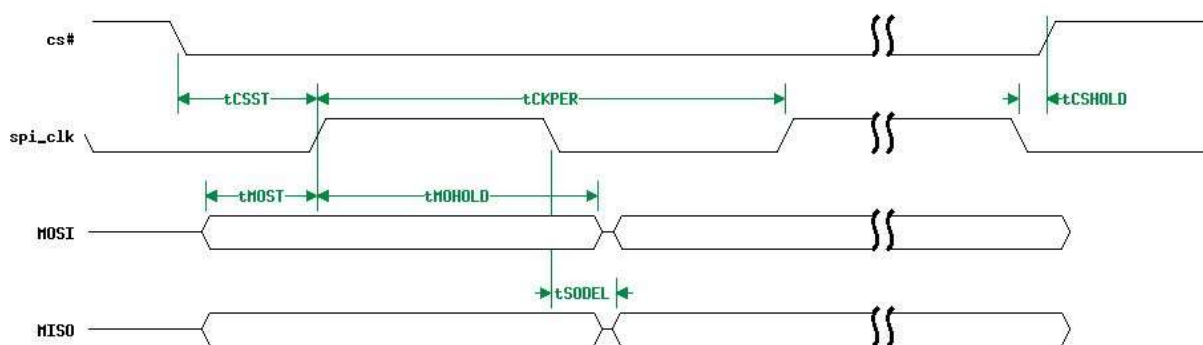 cs#
tCSST
tCKPER
tCSHOLD
spi_clk
tMOST
tMOHOLD
MOSI
tSODEL
MISO